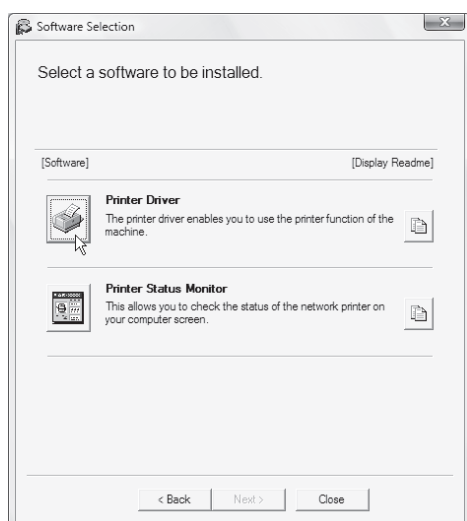 Software Selection
Select a software to be installed.
[Software] [Display Readme]
Printer Driver
The printer driver enables you to use the printer function of the
machine.
Printer Status Monitor
This allows you to check the status of the network printer on
your computer screen.
< Back Next > Close